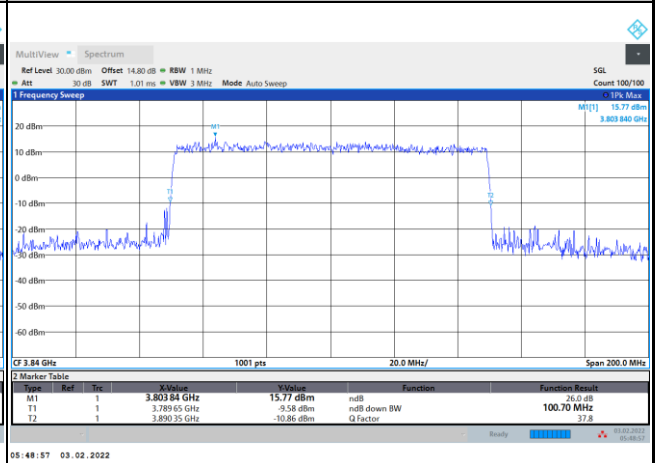 MultiView Spectrum
Ref Level 30.00 dBm Offset 14.80 dB RBW 1 MHz SGL
Att 30 dB SWT 1.01 ms VBW 3 MHz Mode Auto Sweep Count 100/100
1 Frequency Sweep 1Pk Max
M1[1] 15.77 dBm
3.803 840 GHz
M1
20 dBm
10 dBm
0 dBm
T1
T2
-10 dBm
-20 dBm
-30 dBm
-40 dBm
-50 dBm
-60 dBm
CF 3.84 GHz 1001 pts 20.0 MHz/ Span 200.0 MHz
2 Marker Table
Type Ref Trc X-Value Y-Value Function Function Result
M1 1 3.803 84 GHz 15.77 dBm ndB 26.0 dB
T1 1 3.789 65 GHz -9.58 dBm ndB down BW 100.70 MHz
T2 1 3.890 35 GHz -10.86 dBm Q Factor 37.8
Ready 03.02.2022
05:48:57
05:48:57 03.02.2022